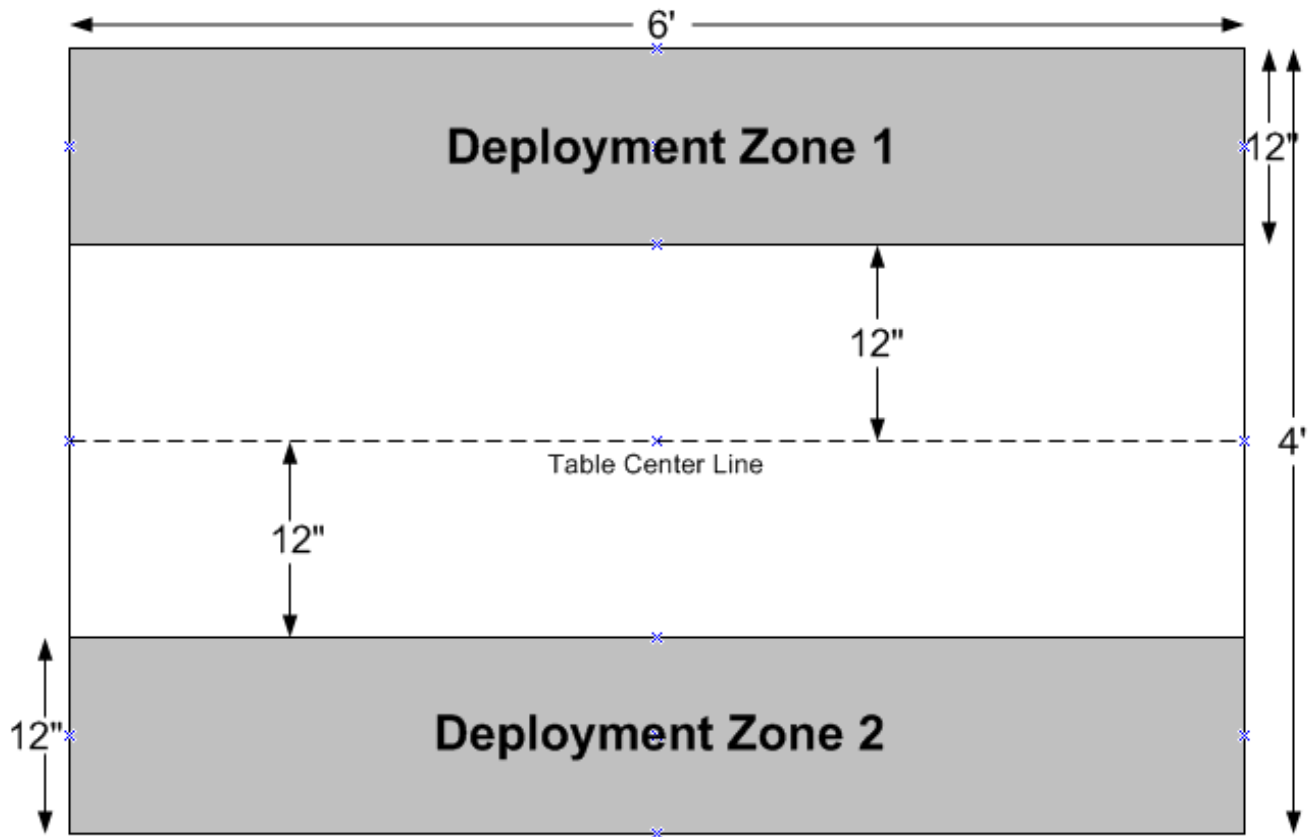 6'
Deployment Zone 1
12"
12"
4'
Table Center Line
12"
Deployment Zone 2
12"